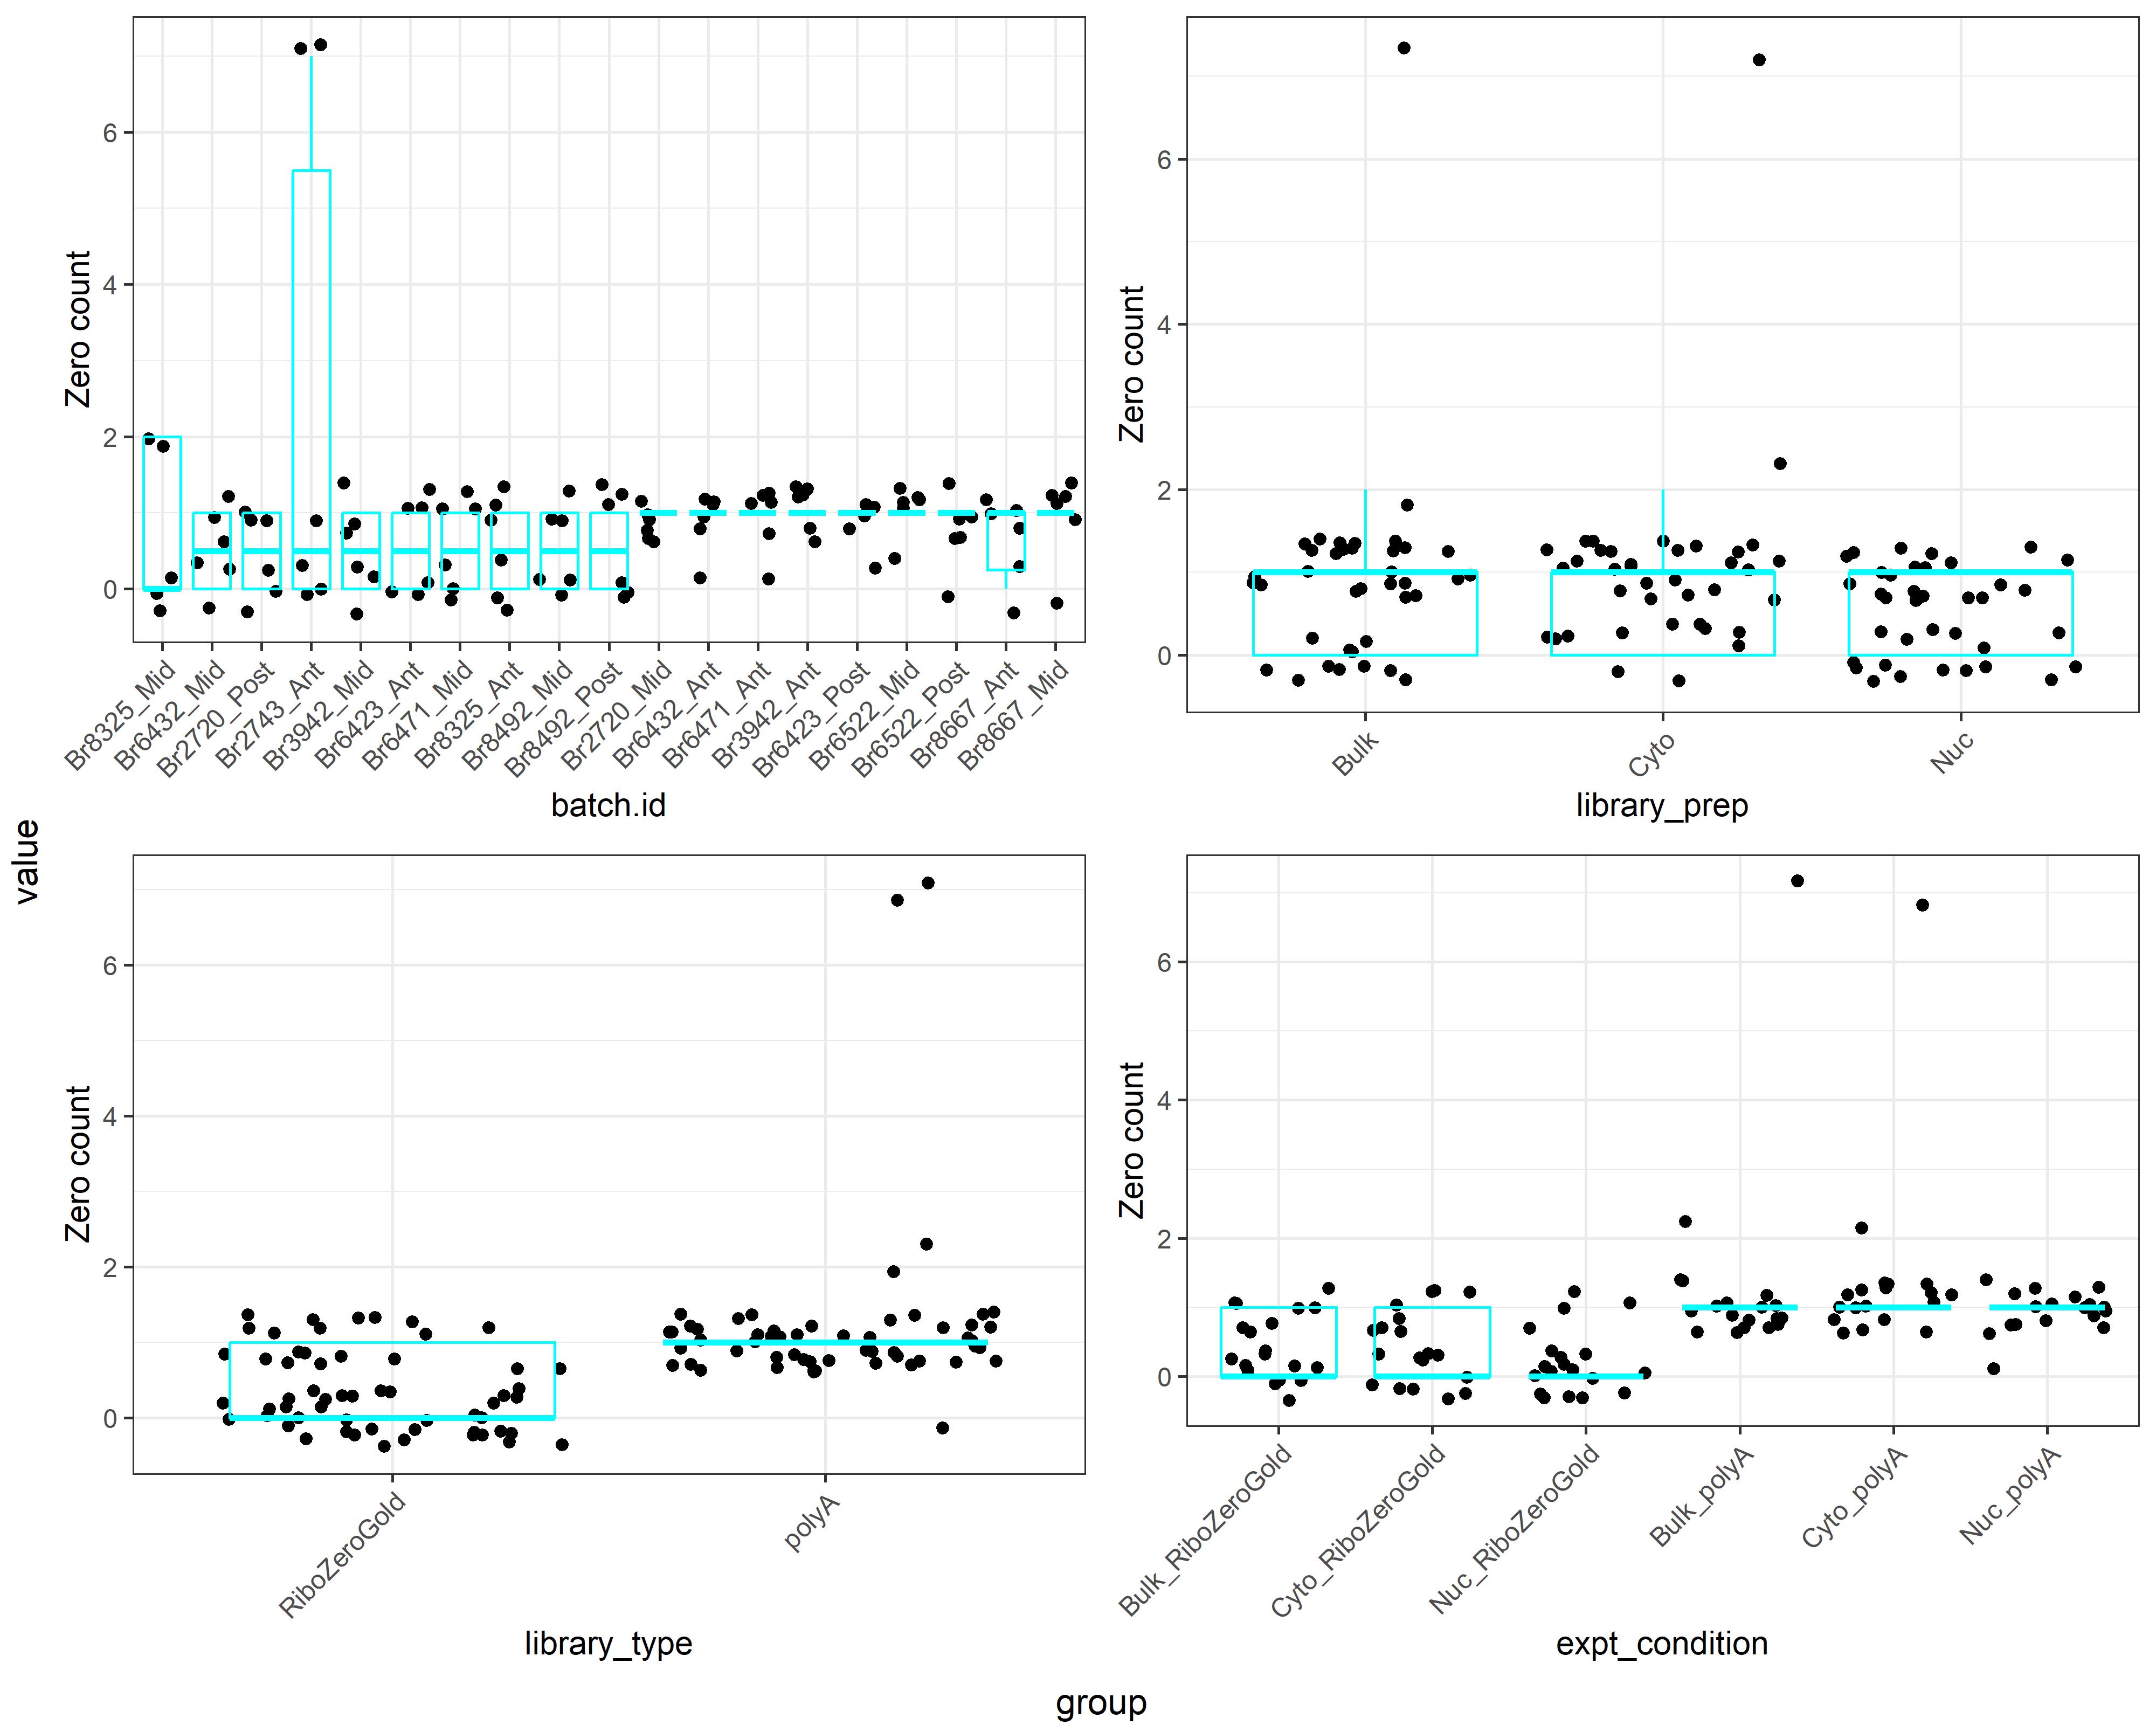 value
Zero count
6
4
2
0
Br8325_Mid
Br6432_Mid
Br2720_Post
Br2743_Ant
Br3942_Mid
Br6423_Ant
Br6471_Mid
Br8325_Ant
Br8492_Mid
Br8492_Post
Br2720_Mid
Br6432_Ant
Br6471_Ant
Br3942_Ant
Br6423_Post
Br6522_Mid
Br6522_Post
Br8667_Ant
Br8667_Mid
batch.id
Zero count
6
4
2
0
Bulk
Cyto
Nuc
library_prep
Zero count
6
4
2
0
RiboZeroGold
polyA
library_type
Zero count
6
4
2
0
Bulk_RiboZeroGold
Cyto_RiboZeroGold
Nuc_RiboZeroGold
Bulk_polyA
Cyto_polyA
Nuc_polyA
expt_condition
group